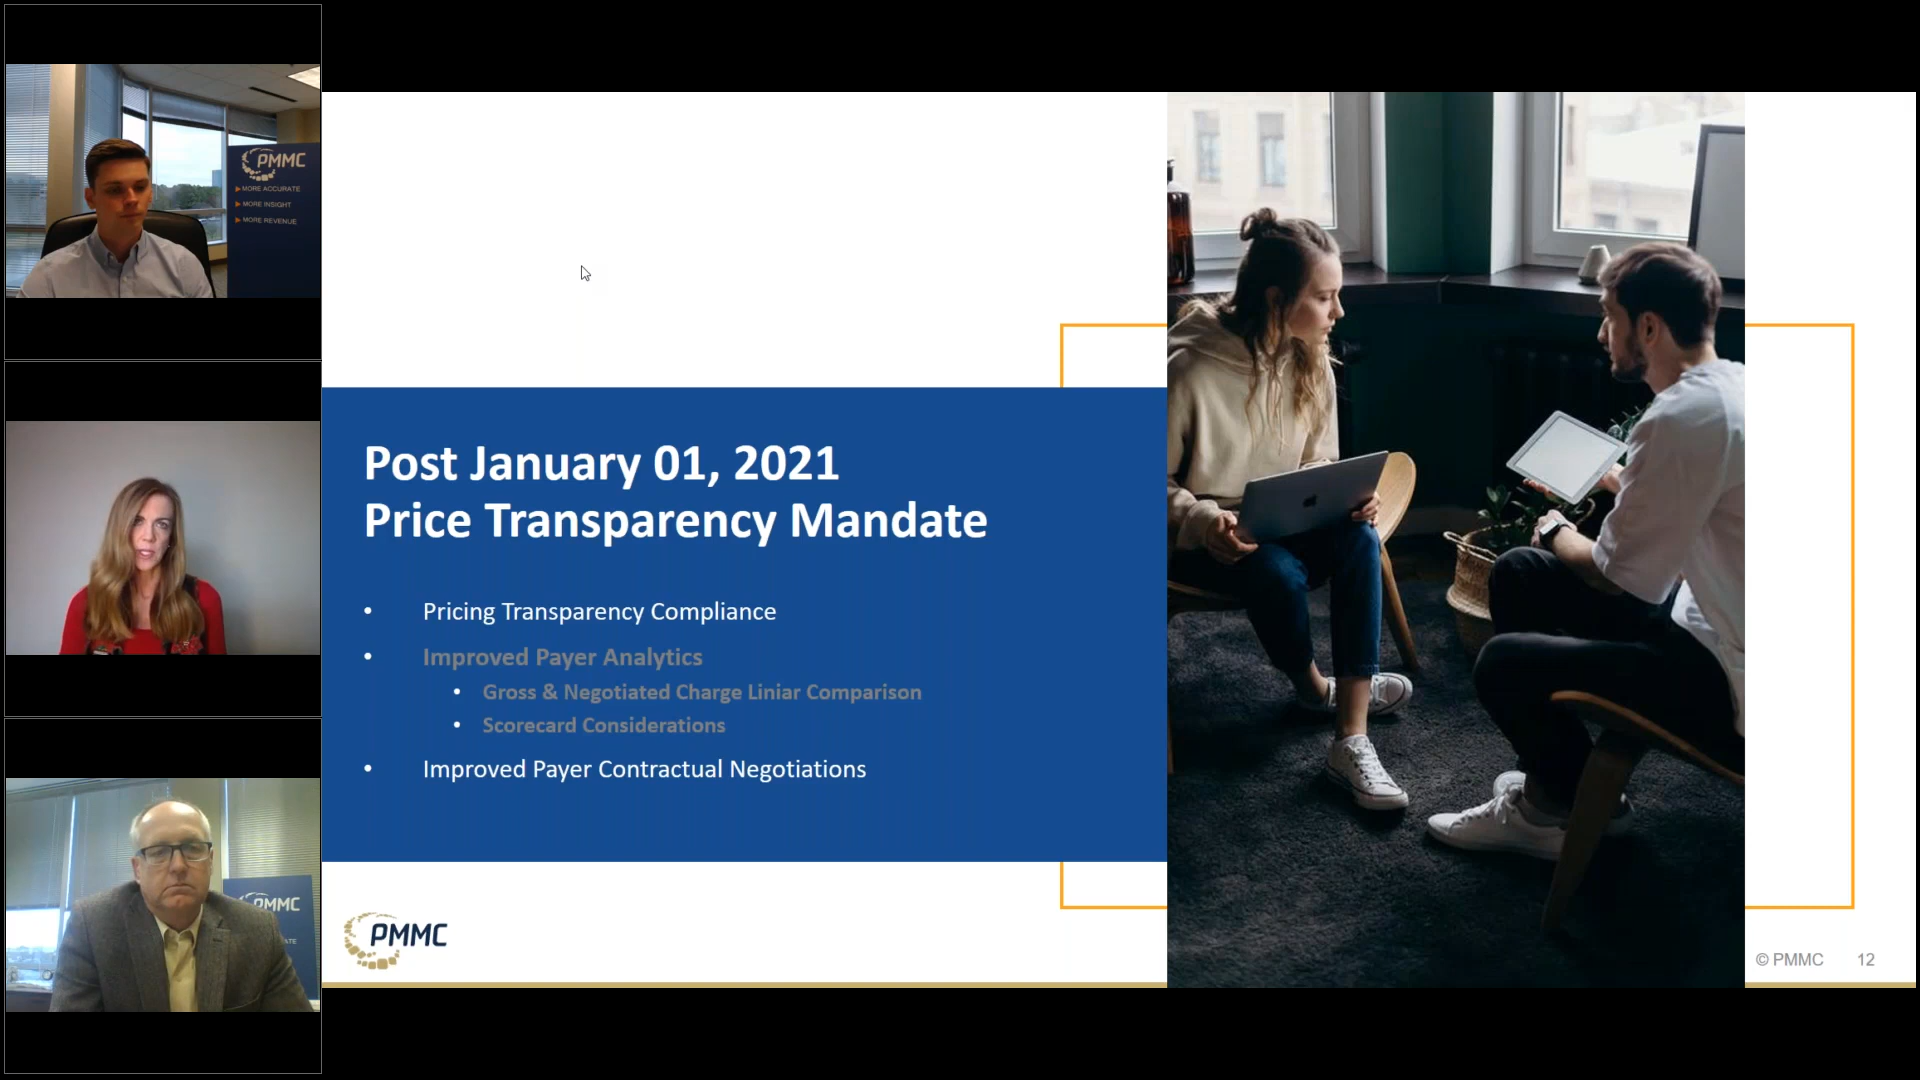 PMMC
MORE ACCURATE
MORE INSIGHT
MORE REVENUE
PMMC
Post January 01, 2021
Price Transparency Mandate
• Pricing Transparency Compliance
• Improved Payer Analytics
• Gross & Negotiated Charge Liniar Comparison
• Scorecard Considerations
• Improved Payer Contractual Negotiations
PMMC
© PMMC 12